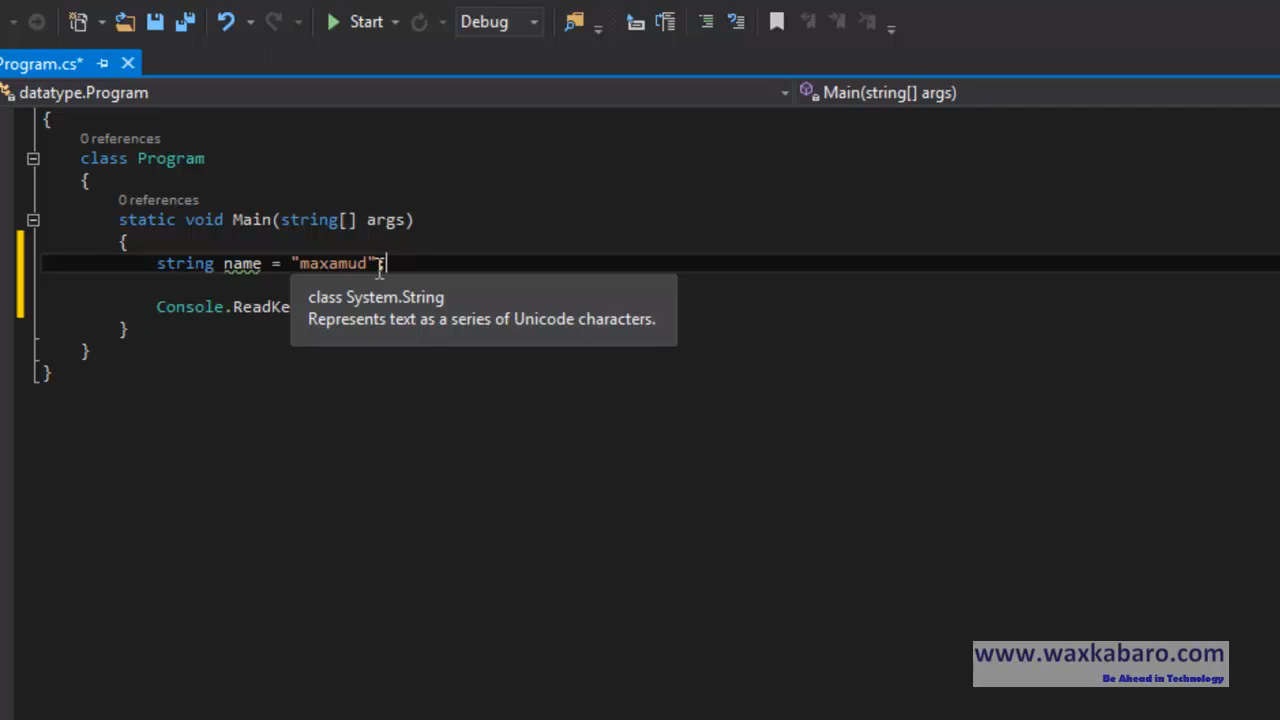 Start Debug
Program.cs*
datatype.Program Main(string[] args)
{
0 references
class Program
{
0 references
static void Main(string[] args)
{
string name = "maxamud";
class System.String
Represents text as a series of Unicode characters.
Console.ReadKe
}
}
}
www.waxkabaro.com
Be Ahead in Technology